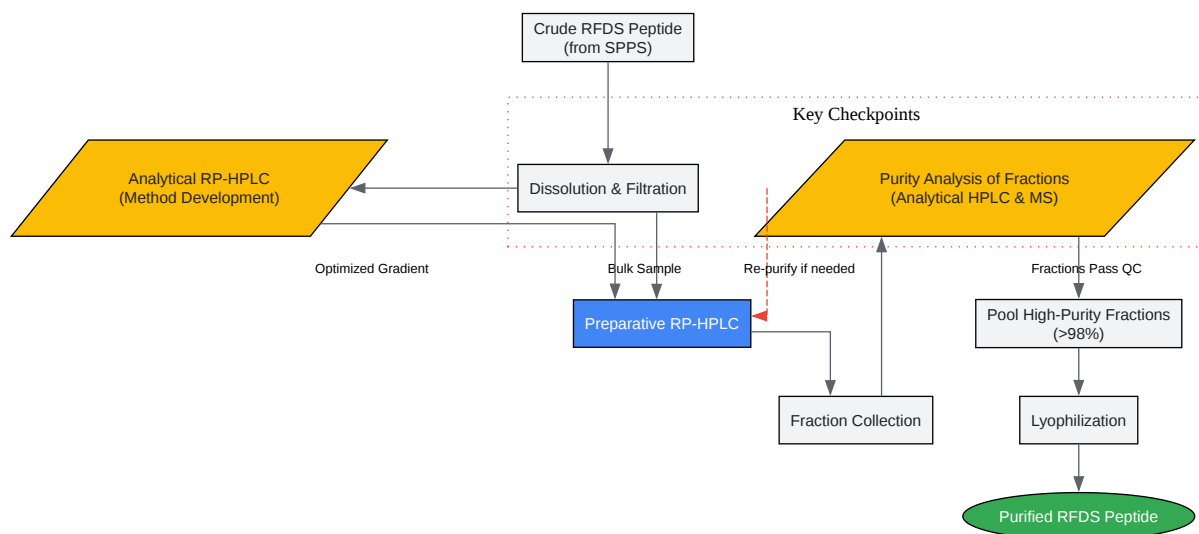 Crude RFDS Peptide
(from SPPS)
Key Checkpoints
Analytical RP-HPLC
(Method Development)
Dissolution & Filtration
Purity Analysis of Fractions
(Analytical HPLC & MS)
Optimized Gradient
Bulk Sample
Re-purify if needed
Fractions Pass QC
Preparative RP-HPLC
Pool High-Purity Fractions
(>98%)
Fraction Collection
Lyophilization
Purified RFDS Peptide